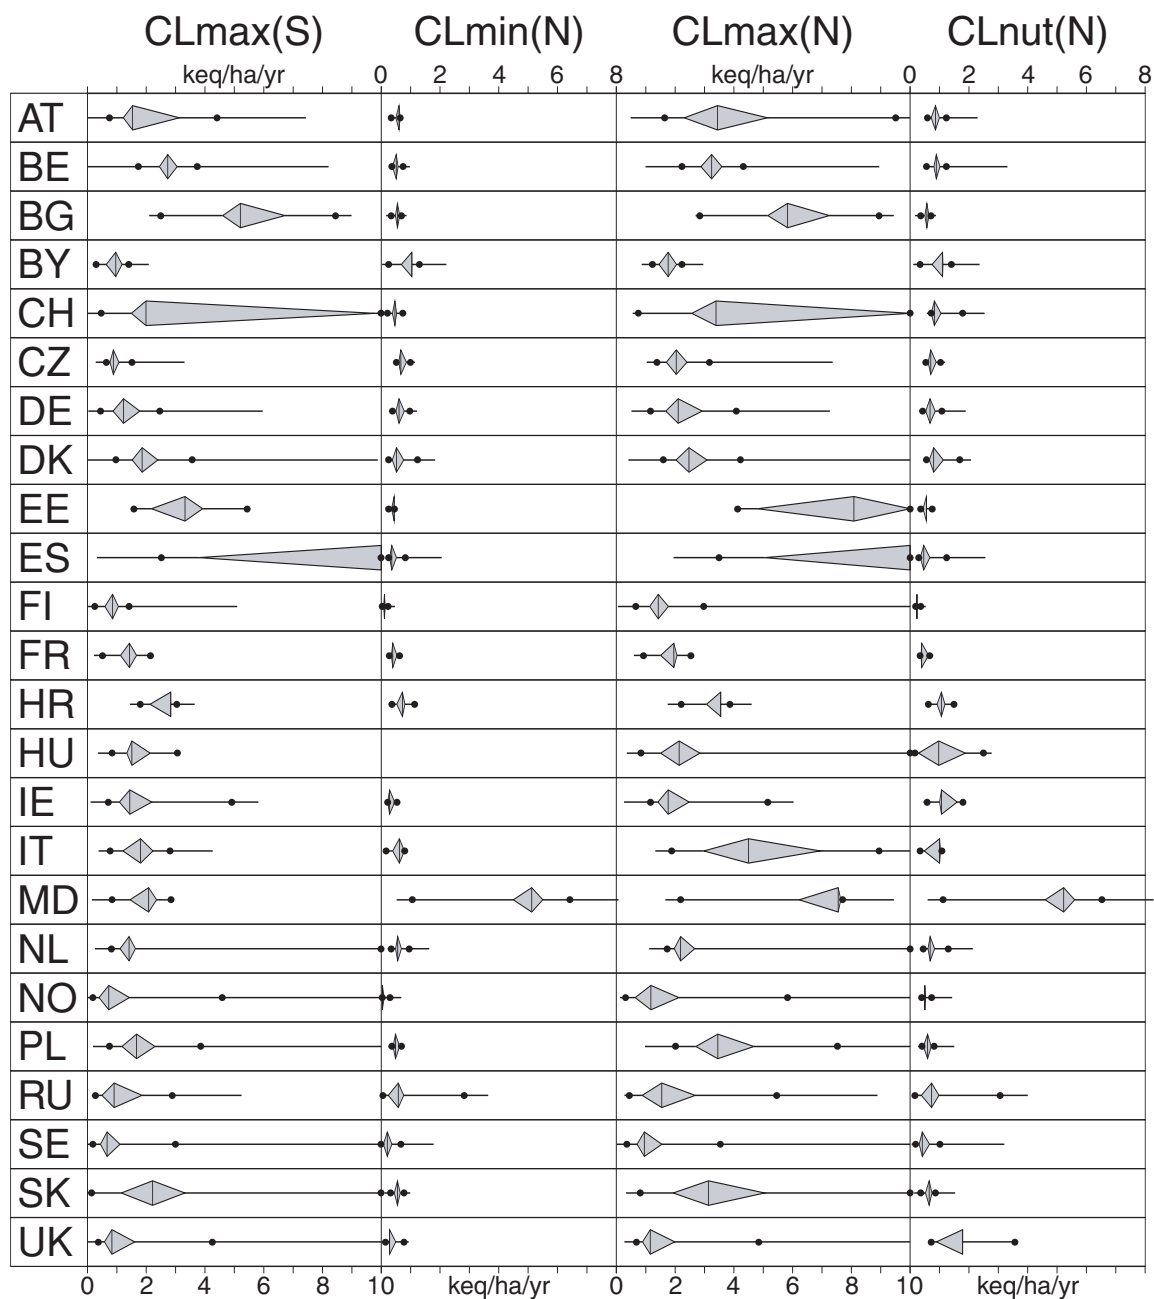 CLmax(S) CLmin(N) CLmax(N) CLnut(N)
keq/ha/yr 0 2 4 6 8 keq/ha/yr 0 2 4 6 8
AT
BE
BG
BY
CH
CZ
DE
DK
EE
ES
FI
FR
HR
HU
IE
IT
MD
NL
NO
PL
RU
SE
SK
UK
0 2 4 6 8 10 keq/ha/yr 0 2 4 6 8 10 keq/ha/yr